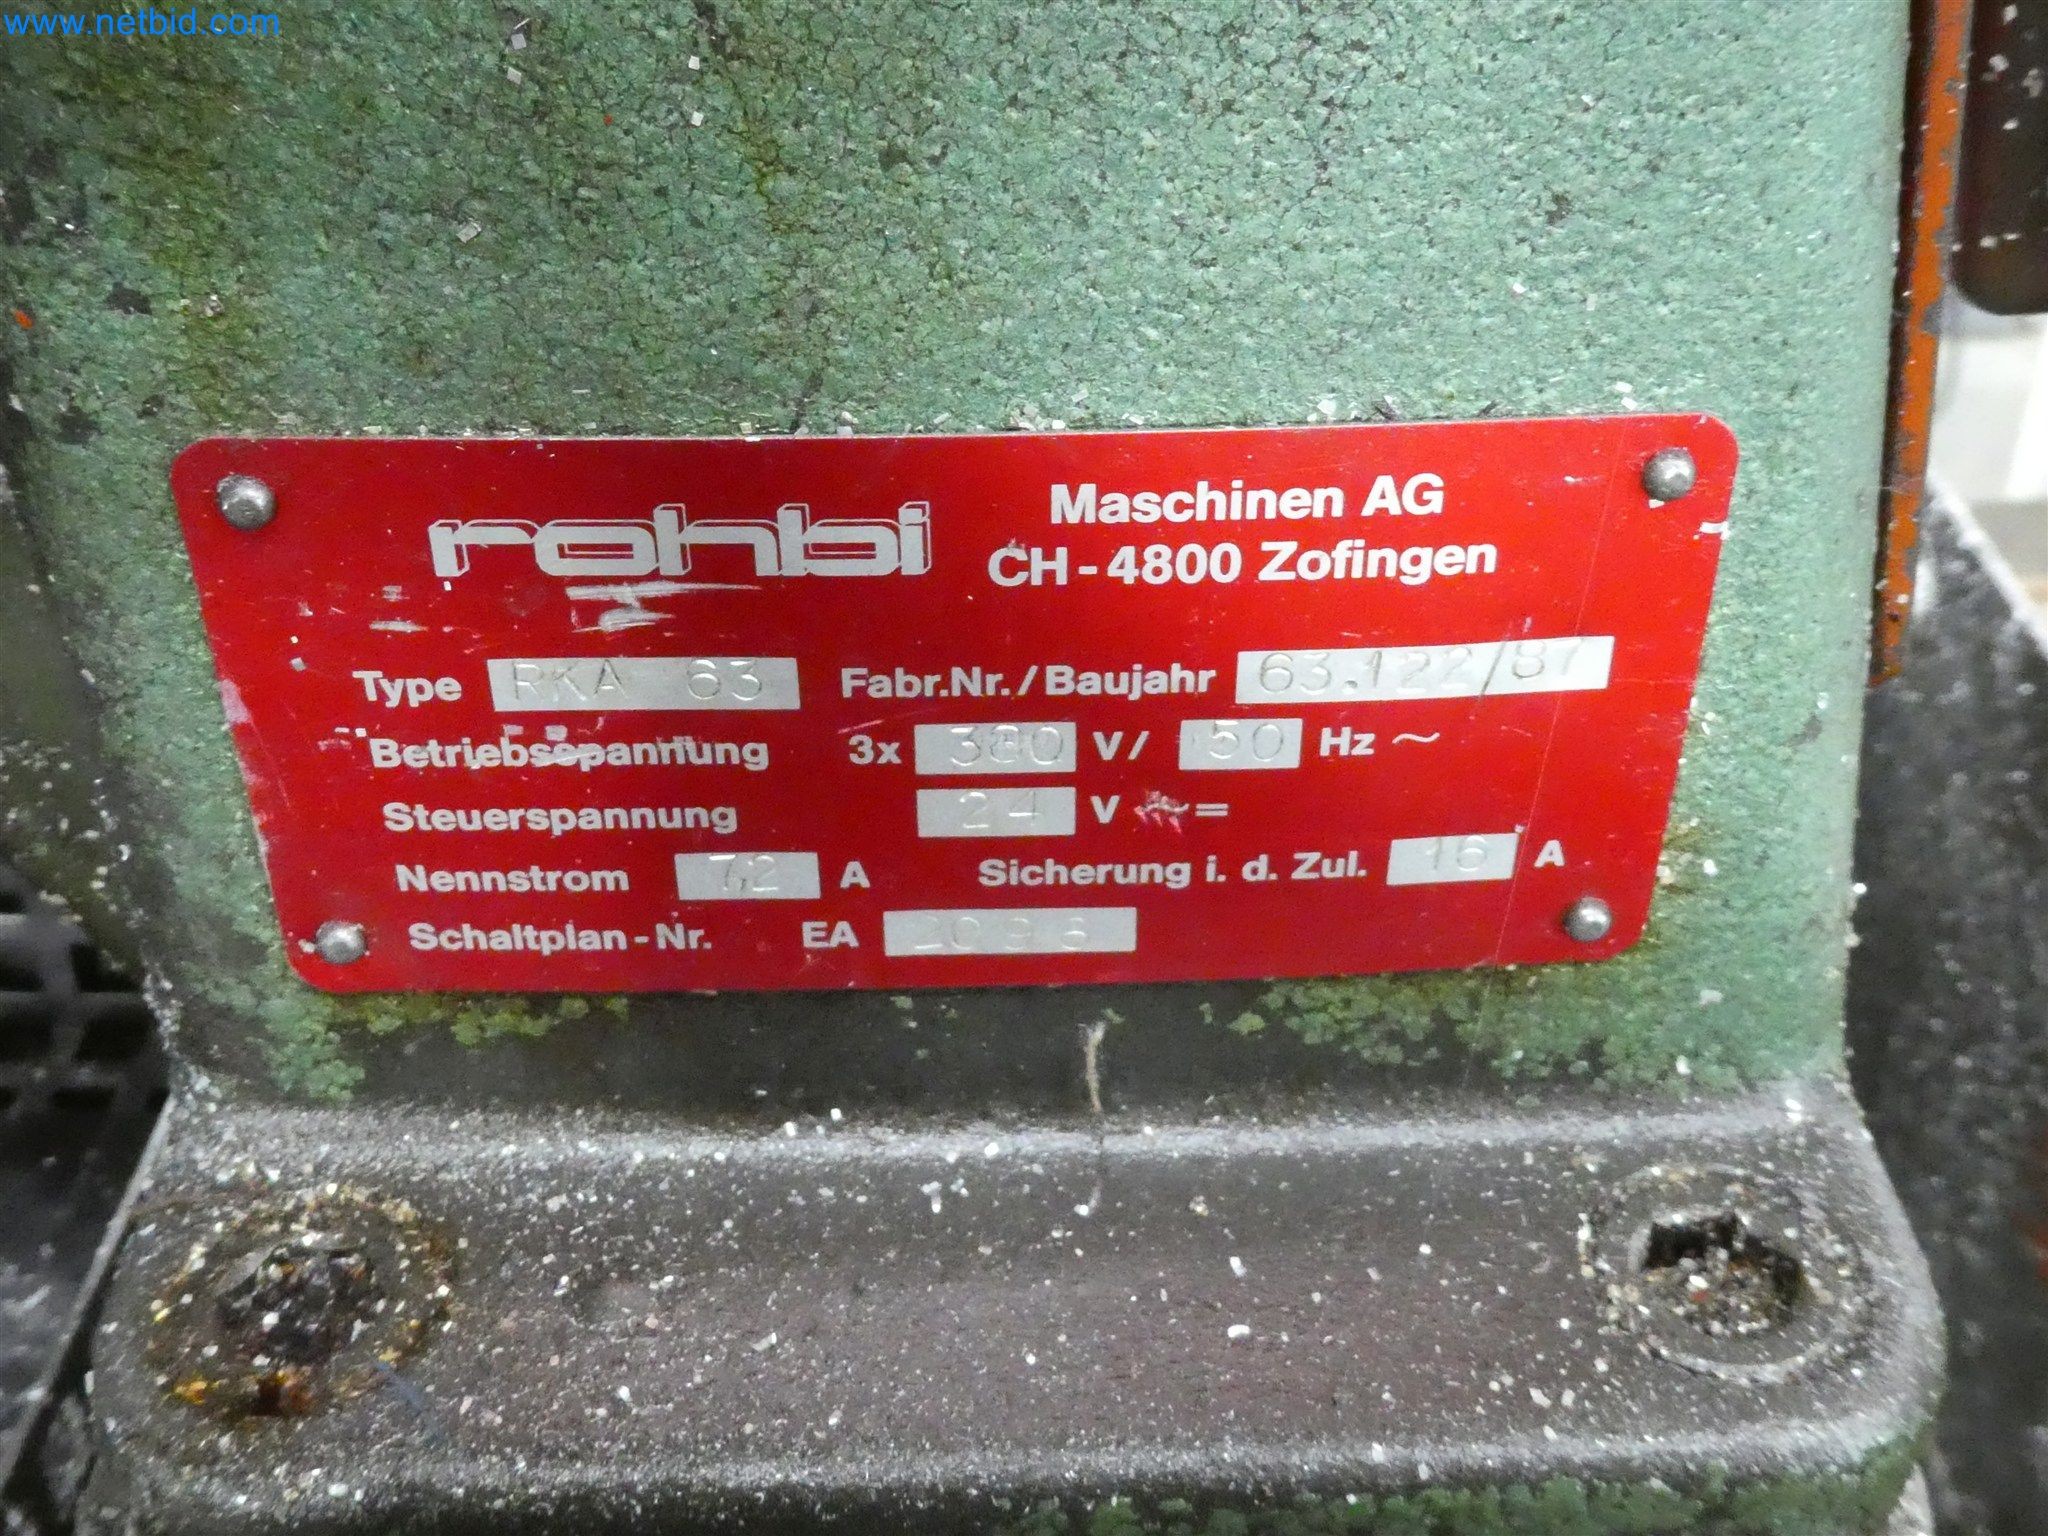 www.netbid.com
rohbi Maschinen AG
CH-4800 Zofingen
Type RKA 63 Fabr.Nr./Baujahr 63.122/87
Betriebsspannung 3x 380 V/ 50 Hz ~
Steuerspannung 24 V =
Nennstrom 7,2 A Sicherung i. d. Zul. 16 A
Schaltplan-Nr. EA 2096